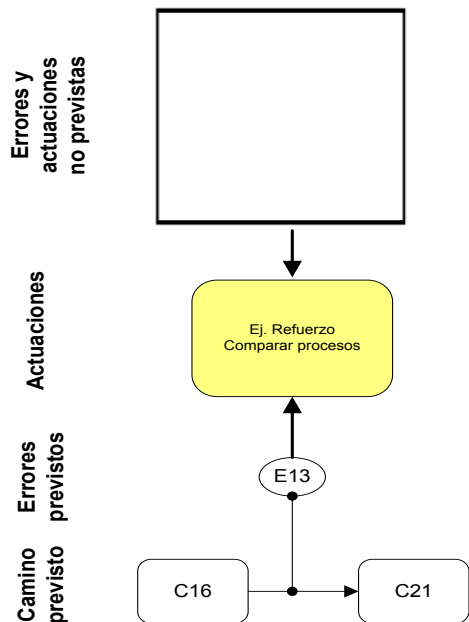 Errores y
actuaciones
no previstas
Actuaciones
Ej. Refuerzo
Comparar procesos
Errores
previstos
E13
Camino
previsto
C16
C21